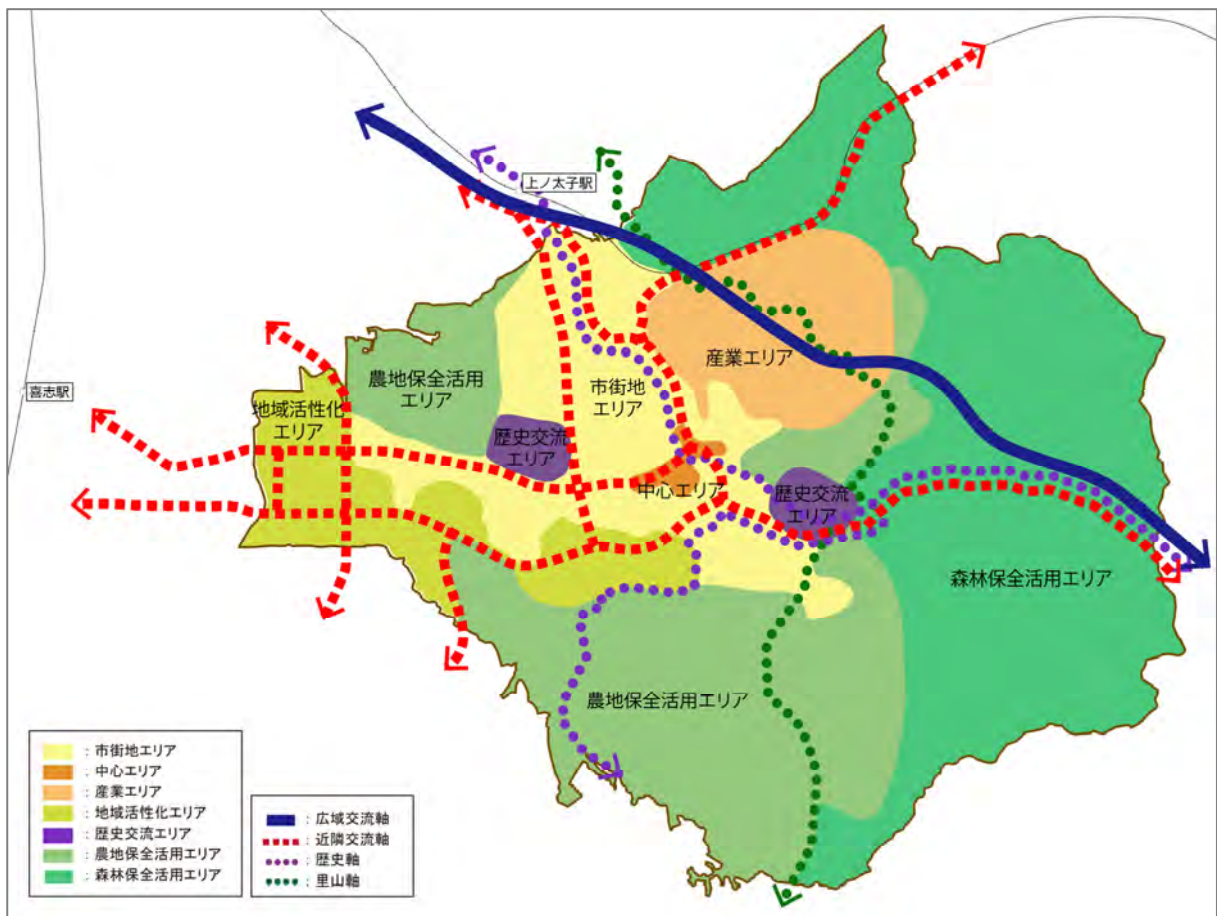 上ノ太子駅
産業エリア
喜志駅
農地保全活用
エリア
市街地
エリア
地域活性化
エリア
歴史交流
エリア
中心エリア
歴史交流
エリア
森林保全活用エリア
農地保全活用エリア
：市街地エリア
：中心エリア
：産業エリア
：地域活性化エリア
：歴史交流エリア
：農地保全活用エリア
：森林保全活用エリア
：広域交流軸
：近隣交流軸
：歴史軸
：里山軸